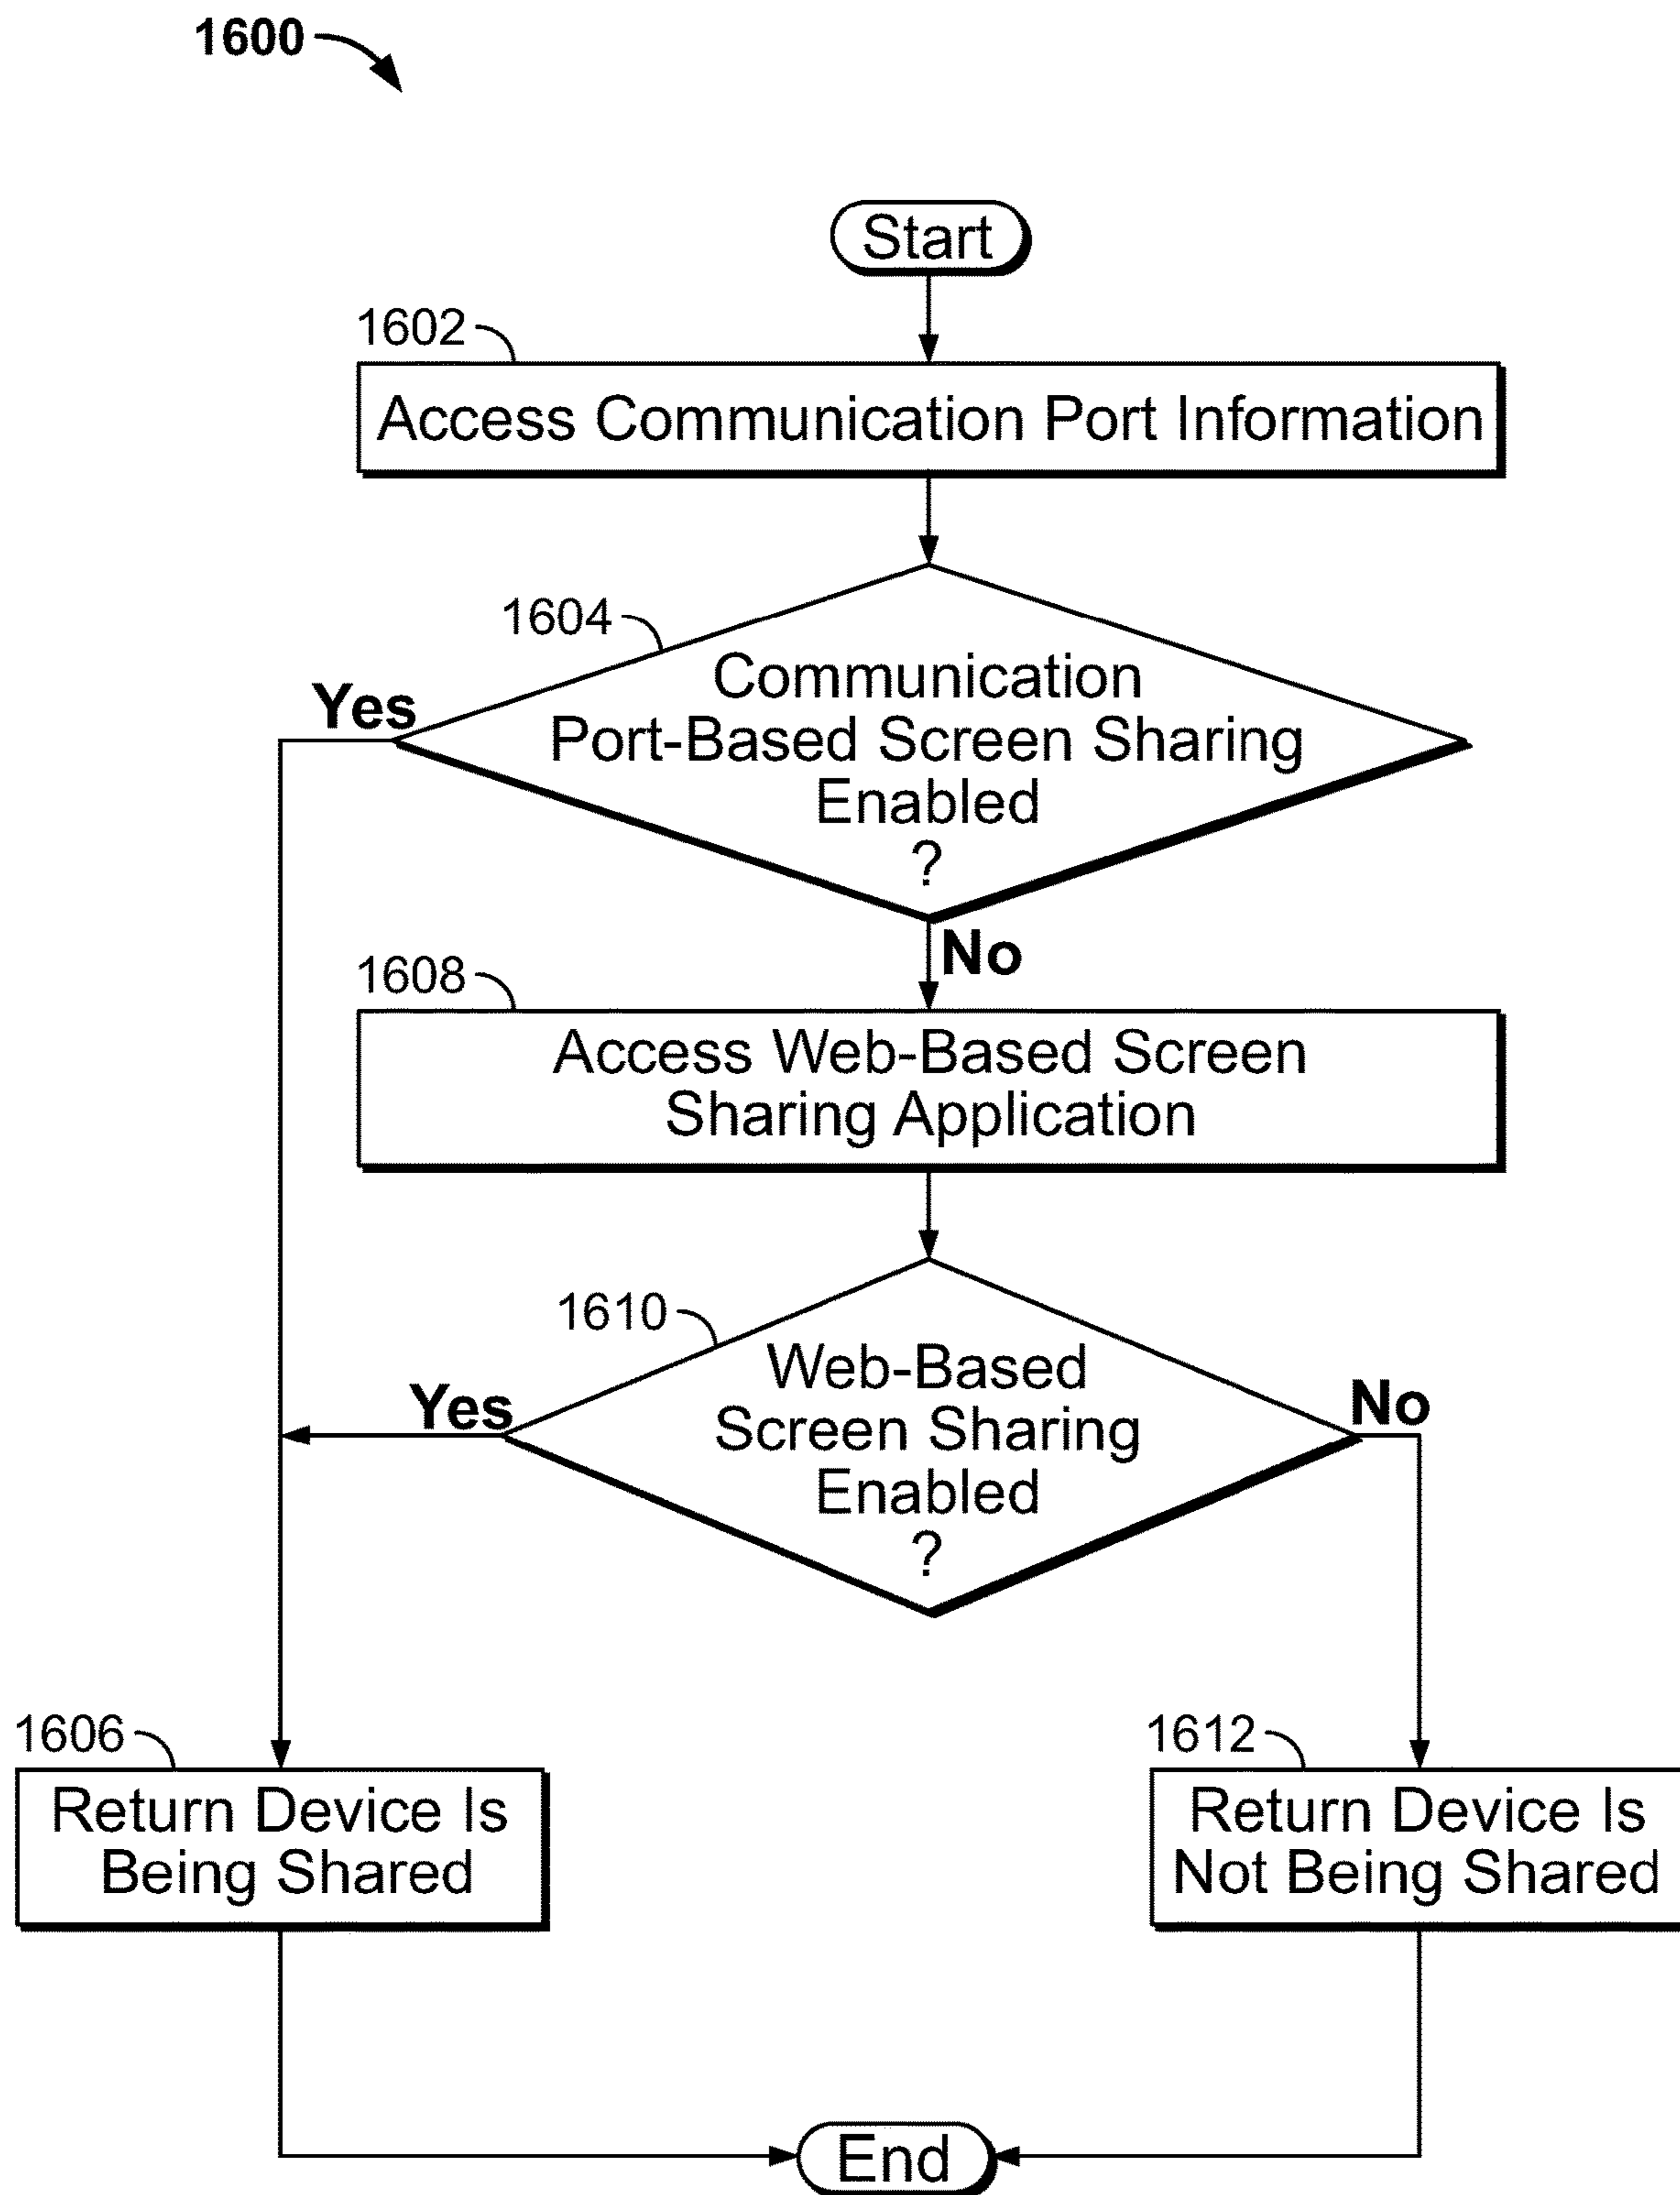 1600
Start
1602
Access Communication Port Information
1604
Communication
Port-Based Screen Sharing
Enabled
?
Yes
No
1608
Access Web-Based Screen
Sharing Application
1610
Web-Based
Screen Sharing
Enabled
?
Yes
No
1606
Return Device Is
Being Shared
1612
Return Device Is
Not Being Shared
End